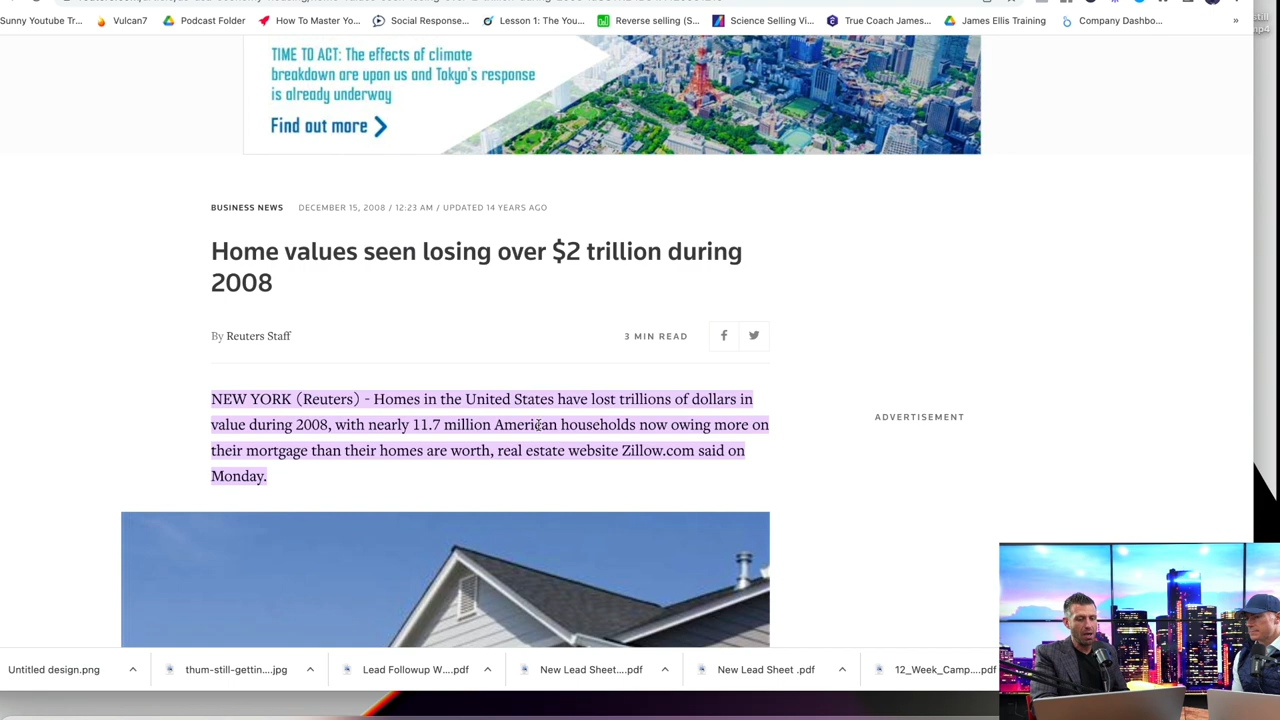 Sunny Youtube Tr...
Vulcan7
Podcast Folder
How To Master Yo...
Social Response...
Lesson 1: The You...
Reverse selling (S...
Science Selling Vi...
True Coach James...
James Ellis Training
Company Dashbo...
»
TIME TO ACT: The effects of climate
breakdown are upon us and Tokyo's response
is already underway
Find out more
BUSINESS NEWS DECEMBER 15, 2008 / 12:23 AM / UPDATED 14 YEARS AGO
Home values seen losing over $2 trillion during
2008
By Reuters Staff
3 MIN READ
NEW YORK (Reuters) - Homes in the United States have lost trillions of dollars in
value during 2008, with nearly 11.7 million American households now owing more on
their mortgage than their homes are worth, real estate website Zillow.com said on
Monday.
ADVERTISEMENT
Untitled design.png
thum-still-gettin....jpg
Lead Followup W....pdf
New Lead Sheet....pdf
New Lead Sheet .pdf
12_Week_Camp....pdf